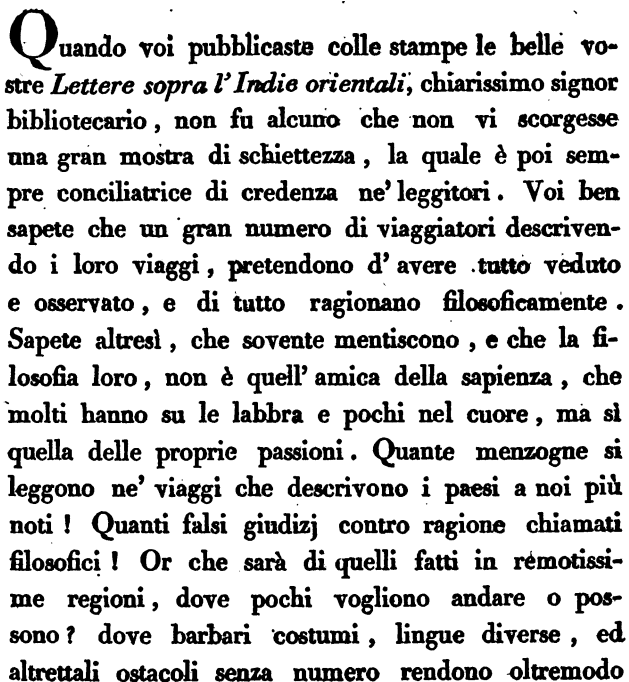 Quando voi pubblicaste colle stampe le belle vo-
stre Lettere sopra l'Indie orientali, chiarissimo signor
bibliotecario, non fu alcuno che non vi scorgesse
una gran mostra di schiettezza, la quale è poi sem-
pre conciliatrice di credenza ne' leggitori. Voi ben
sapete che un gran numero di viaggiatori descriven-
do i loro viaggi, pretendono d'avere tutto veduto
e osservato, e di tutto ragionano filosoficamente.
Sapete altresì, che sovente mentiscono, e che la fi-
losofia loro, non è quell'amica della sapienza, che
molti hanno su le labbra e pochi nel cuore, ma sì
quella delle proprie passioni. Quante menzogne si
leggono ne' viaggi che descrivono i paesi a noi più
noti! Quanti falsi giudizj contro ragione chiamati
filosofici! Or che sarà di quelli fatti in remotissi-
me regioni, dove pochi vogliono andare o pos-
sono? dove barbari costumi, lingue diverse, ed
altrettali ostacoli senza numero rendono oltremodo